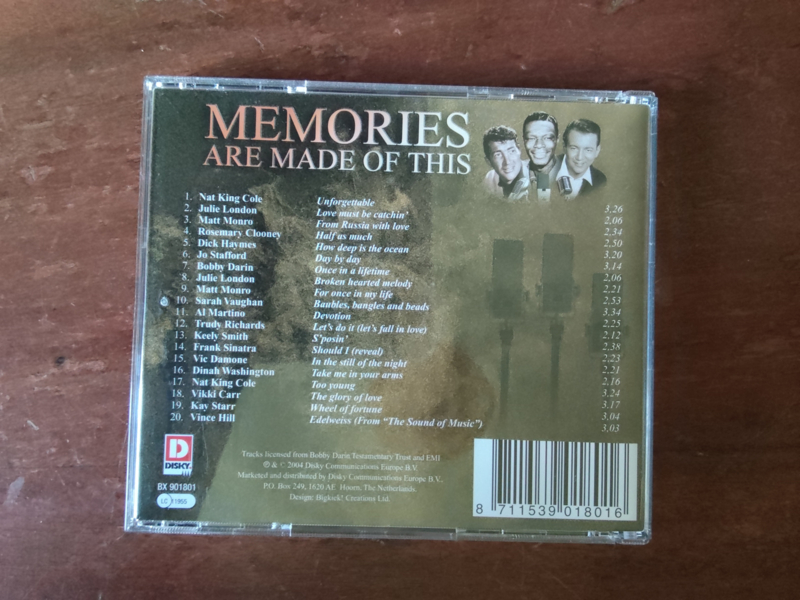 MEMORIES
ARE MADE OF THIS
1. Nat King Cole Unforgettable 3.26
2. Julie London Love must be catchin' 2.06
3. Matt Monro From Russia with love 2.34
4. Rosemary Clooney Half as much 2.50
5. Dick Haymes How deep is the ocean 3.20
6. Jo Stafford Day by day 3.14
7. Bobby Darin Once in a lifetime 2.06
8. Julie London Broken hearted melody 2.21
9. Matt Monro For once in my life 2.53
10. Sarah Vaughan Baubles, bangles and beads 3.34
11. Al Martino Devotion 2.25
12. Trudy Richards Let's do it (let's fall in love) 2.12
13. Keely Smith S'posin' 2.38
14. Frank Sinatra Should I (reveal) 2.23
15. Vic Damone In the still of the night 2.21
16. Dinah Washington Take me in your arms 2.16
17. Nat King Cole Too young 3.24
18. Vikki Carr The glory of love 3.17
19. Kay Starr Wheel of fortune 3.04
20. Vince Hill Edelweiss (From "The Sound of Music") 3.03
D
DISKY
BX 901801
LC 11955
Tracks licensed from Bobby Darin Testamentary Trust and EMI
℗ & © 2004 Disky Communications Europe B.V.
Marketed and distributed by Disky Communications Europe B.V.,
P.O. Box 249, 1620 AE Hoorn, The Netherlands.
Design: Bigkick! Creations Ltd.
8 711539 018016